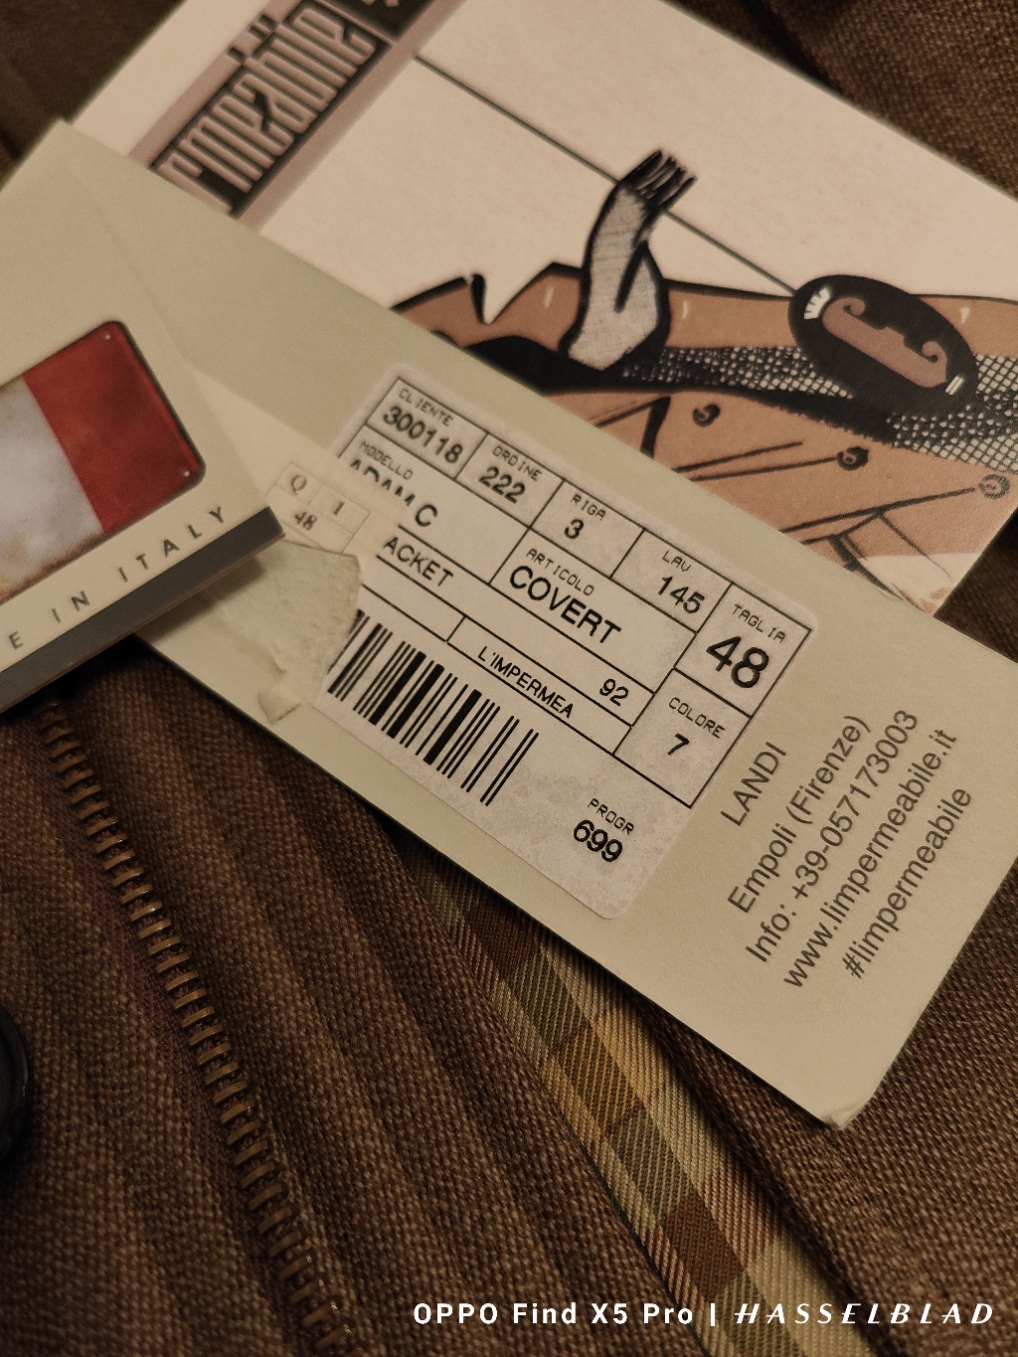 CLIENTE
300118
ORDINE
222
RIGA
3
LAV
145
TAGLIA
48
MODELLO
C
ARTICOLO
COVERT
ACKET
92
L'IMPERMEA
COLORE
7
PROGR
699
Q I
48
E IN ITALY
LANDI
Empoli (Firenze)
Info: +39-057173003
www.limpermeabile.it
#limpermeabile
OPPO Find X5 Pro | HASSELBLAD